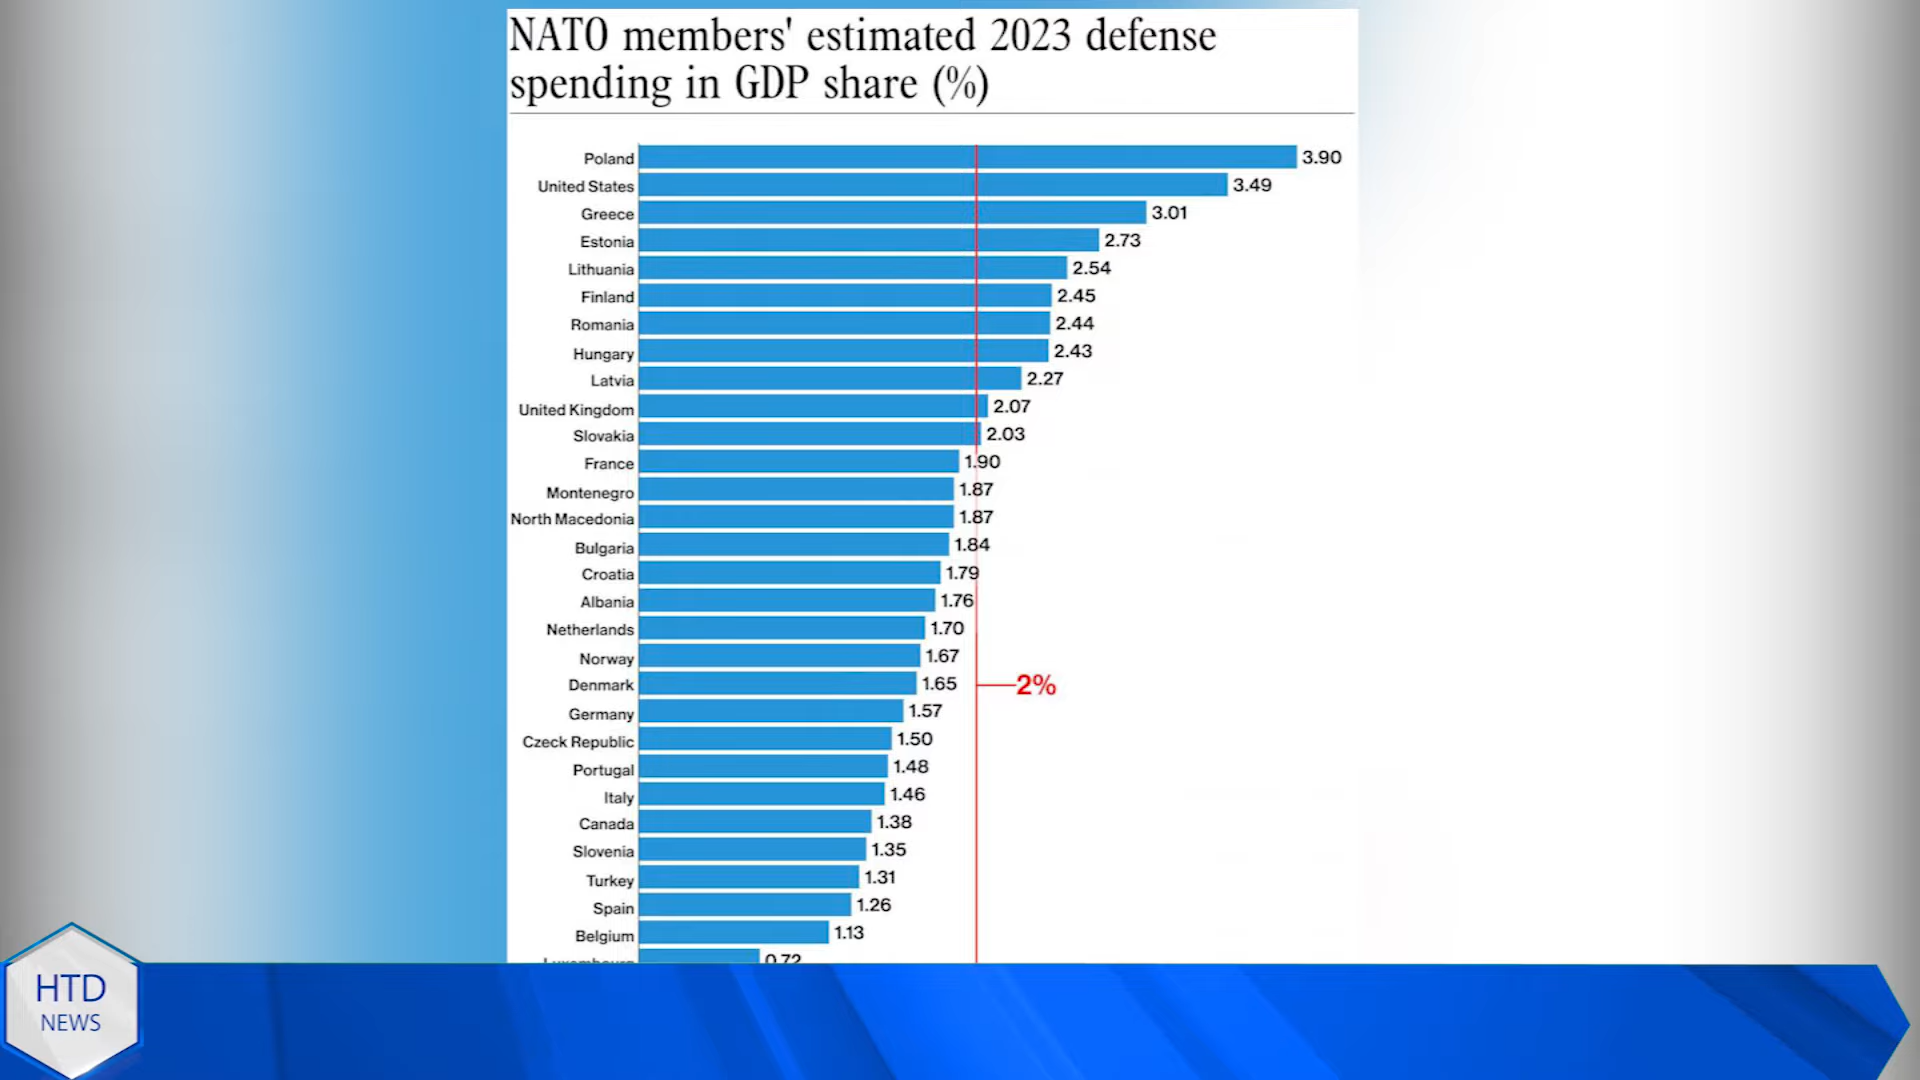 NATO members' estimated 2023 defense
spending in GDP share (%)
Poland 3.90
United States 3.49
Greece 3.01
Estonia 2.73
Lithuania 2.54
Finland 2.45
Romania 2.44
Hungary 2.43
Latvia 2.27
United Kingdom 2.07
Slovakia 2.03
France 1.90
Montenegro 1.87
North Macedonia 1.87
Bulgaria 1.84
Croatia 1.79
Albania 1.76
Netherlands 1.70
Norway 1.67
Denmark 1.65
2%
Germany 1.57
Czeck Republic 1.50
Portugal 1.48
Italy 1.46
Canada 1.38
Slovenia 1.35
Turkey 1.31
Spain 1.26
Belgium 1.13
Luxembourg 0.72
HTD
NEWS